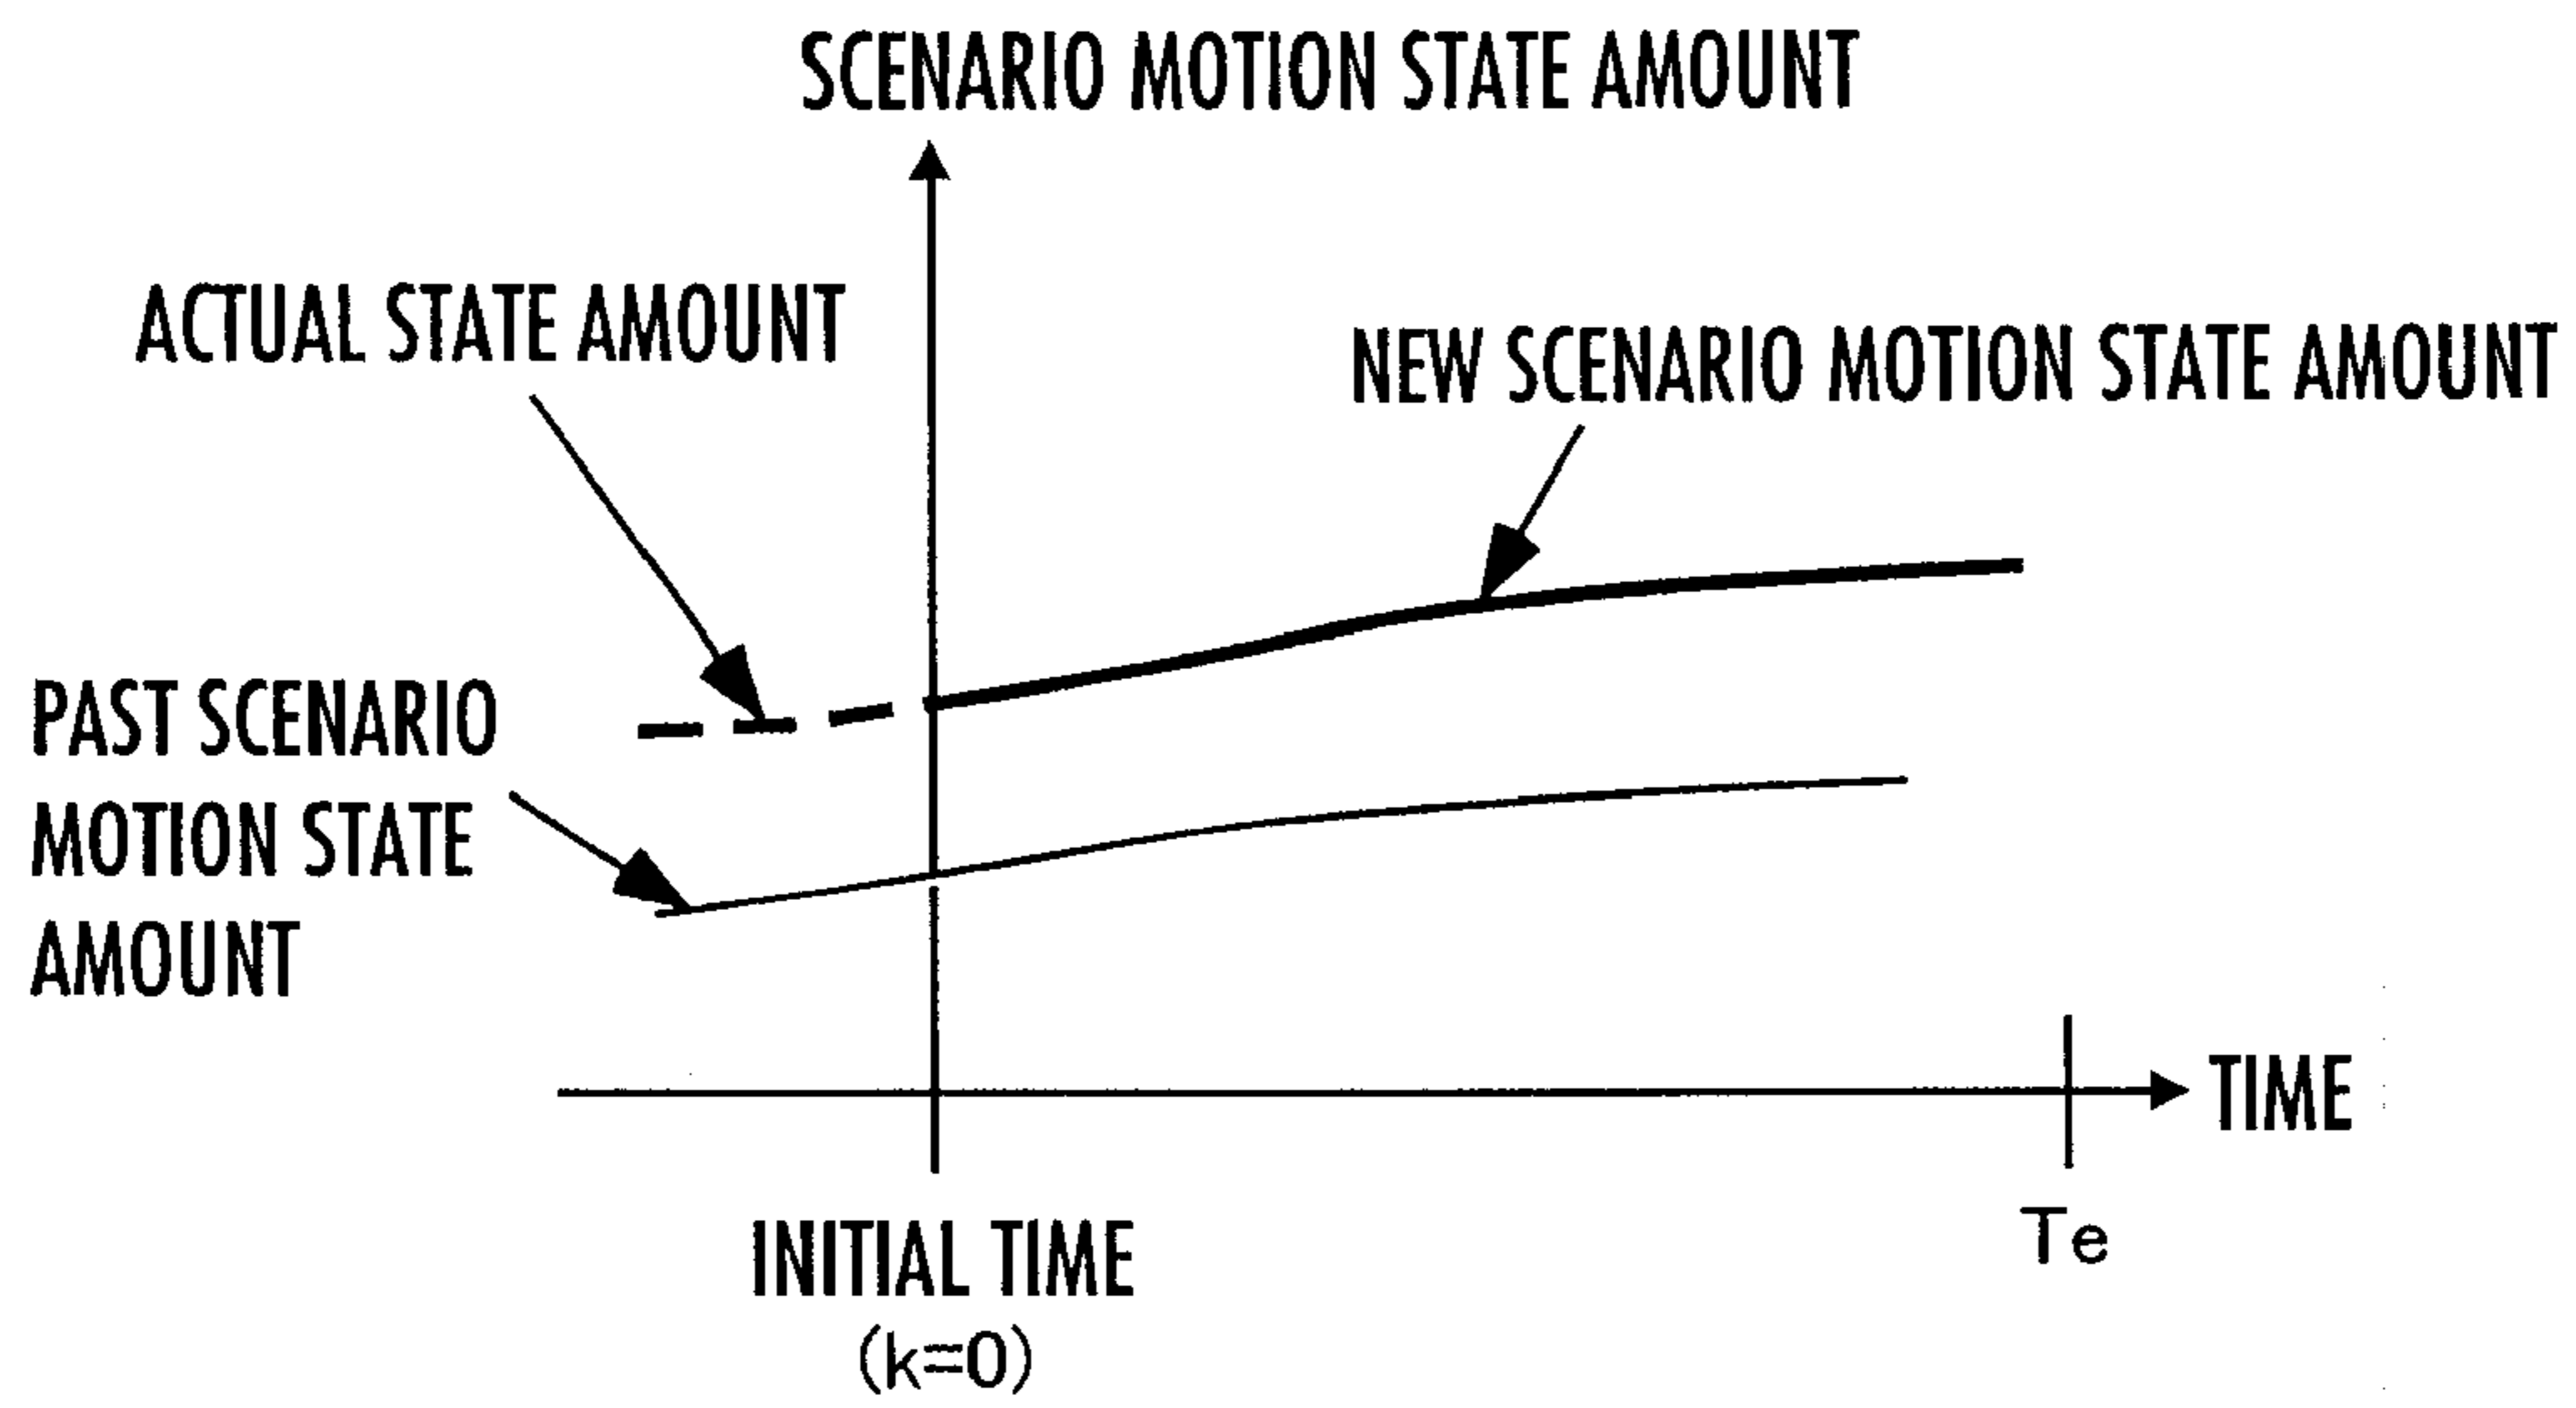 SCENARIO MOTION STATE AMOUNT
ACTUAL STATE AMOUNT
NEW SCENARIO MOTION STATE AMOUNT
PAST SCENARIO
MOTION STATE
AMOUNT
TIME
INITIAL TIME
(k=0)
Te